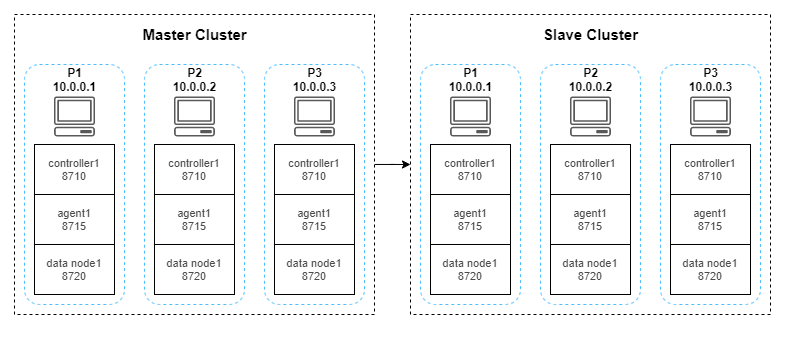 Master Cluster
P1
10.0.0.1
controller1
8710
agent1
8715
data node1
8720
P2
10.0.0.2
controller1
8710
agent1
8715
data node1
8720
P3
10.0.0.3
controller1
8710
agent1
8715
data node1
8720
Slave Cluster
P1
10.0.0.1
controller1
8710
agent1
8715
data node1
8720
P2
10.0.0.2
controller1
8710
agent1
8715
data node1
8720
P3
10.0.0.3
controller1
8710
agent1
8715
data node1
8720